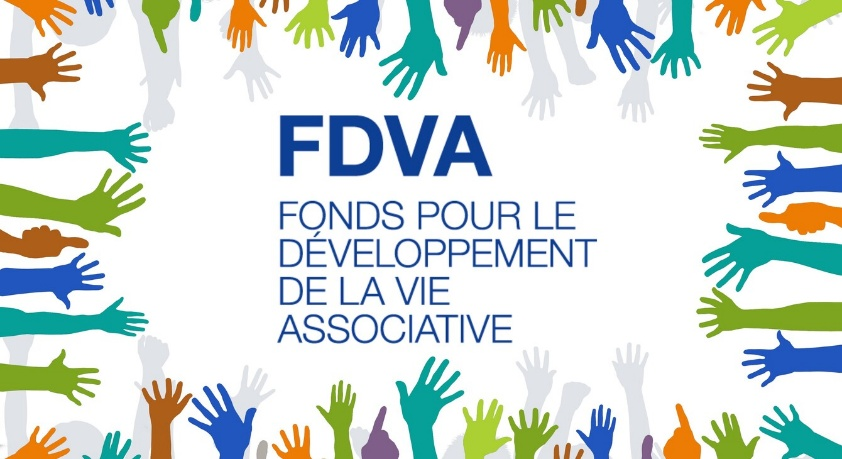 FDVA
FONDS POUR LE
DÉVELOPPEMENT
DE LA VIE
ASSOCIATIVE